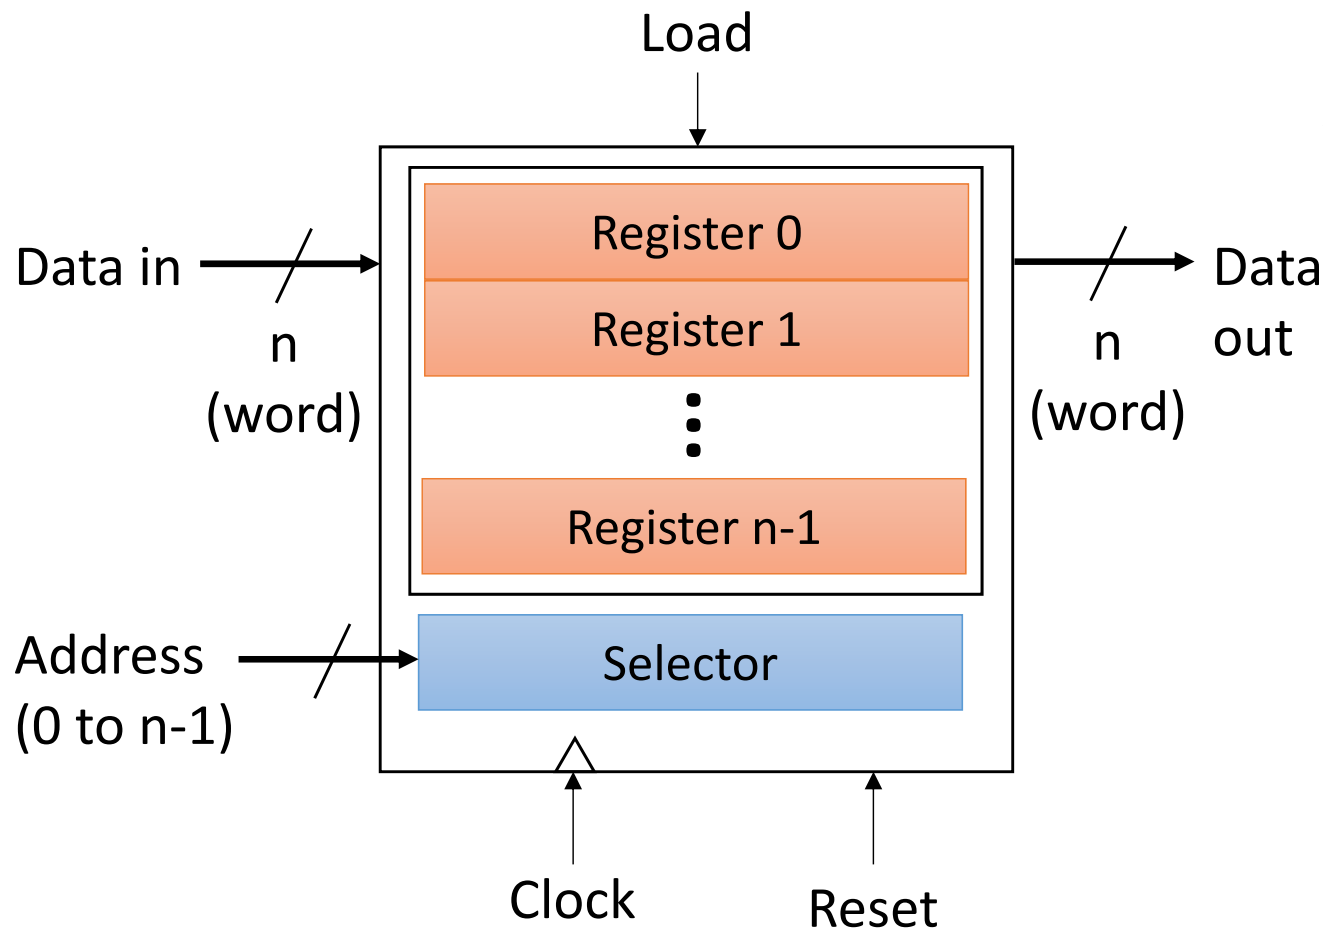 Load
Register 0
Data in
Data
out
Register 1
n
(word)
n
(word)
Register n-1
Address
(0 to n-1)
Selector
Clock
Reset